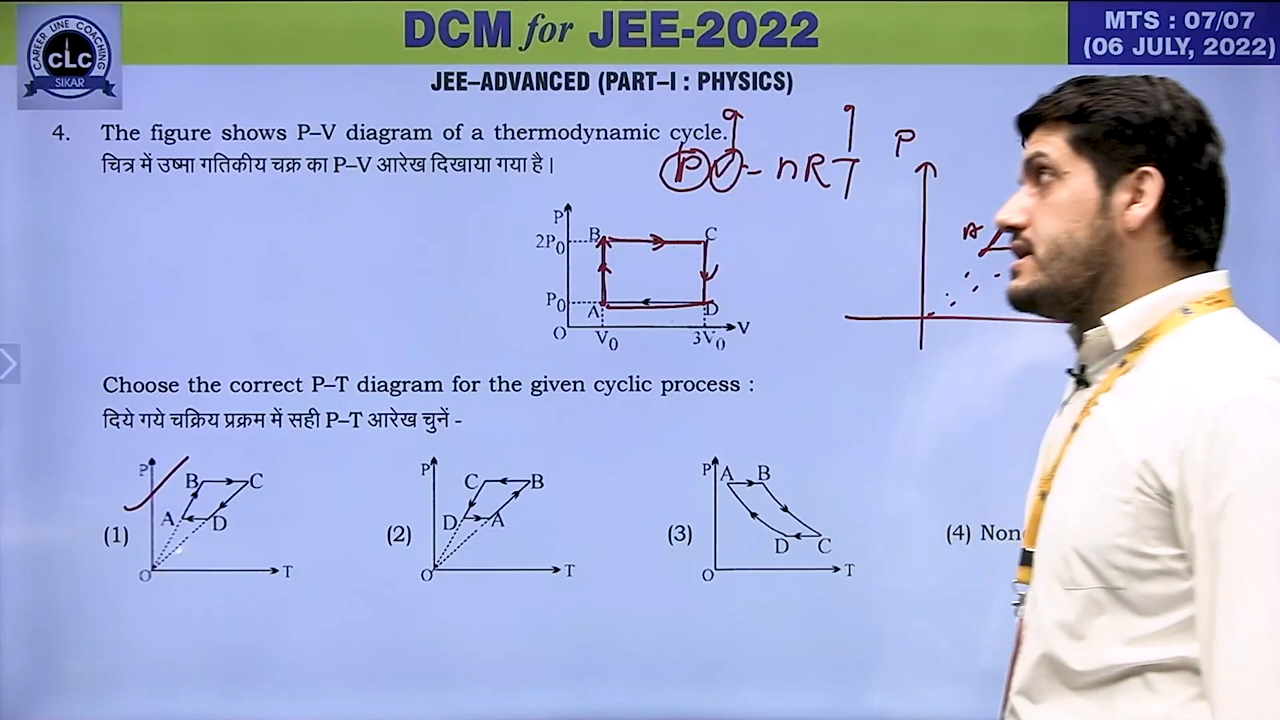 CAREER LINE COACHING
CLC
SIKAR
DCM for JEE-2022
MTS : 07/07
(06 JULY, 2022)
JEE–ADVANCED (PART–I : PHYSICS)
4. The figure shows P–V diagram of a thermodynamic cycle.
चित्र में उष्मा गतिकीय चक्र का P–V आरेख दिखाया गया है।
PV - nRT
P
A
P
2P₀ B C
P₀ A D
O V₀ 3V₀ V
Choose the correct P–T diagram for the given cyclic process :
दिये गये चक्रिय प्रक्रम में सही P–T आरेख चुनें -
(1) P B C A D O T
(2) P C B D A O T
(3) P A B D C O T
(4) Non